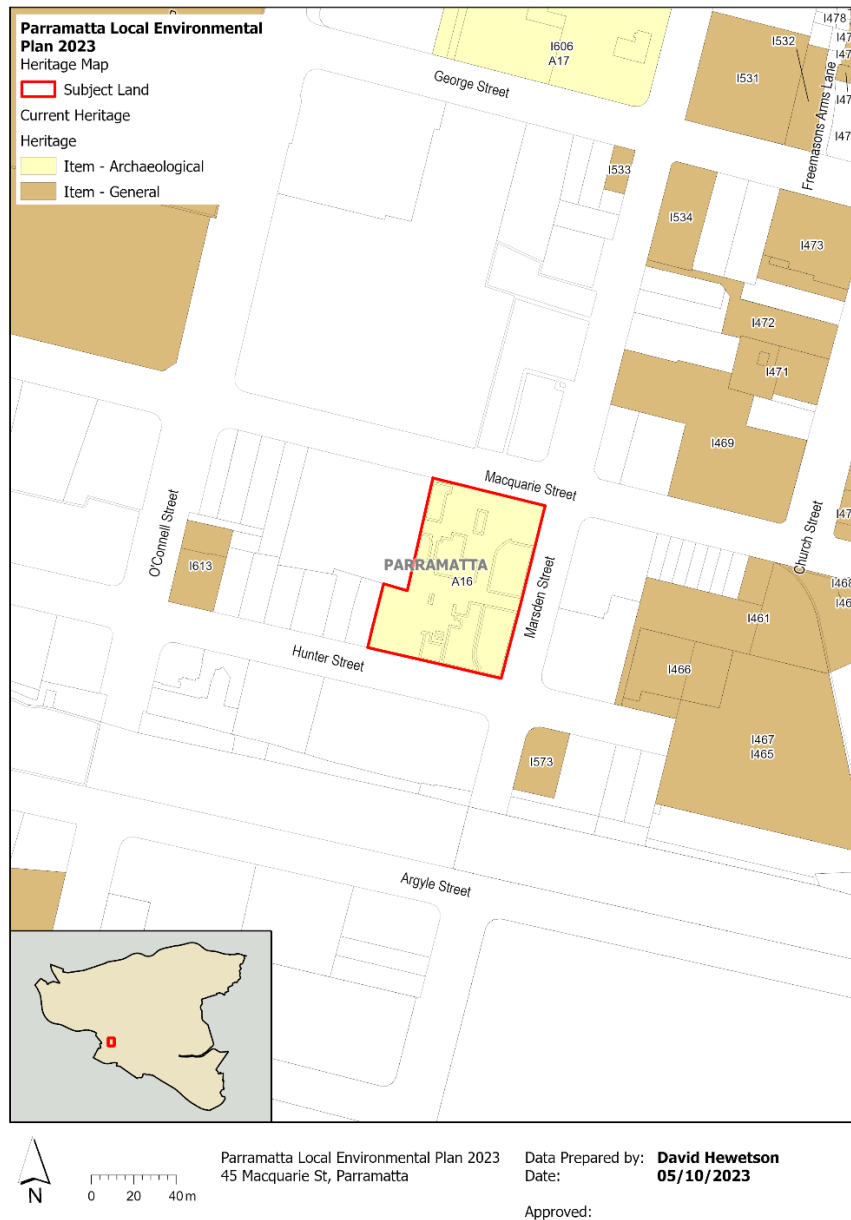 Parramatta Local Environmental
Plan 2023
Heritage Map
Subject Land
Current Heritage
Heritage
Item - Archaeological
Item - General
I606
A17
George Street
I531
I532
I478
Freemasons Arms Lane
I533
I534
I473
I472
I471
I469
Macquarie Street
O'Connell Street
I613
PARRAMATTA
A16
Marsden Street
Church Street
I468
I461
I466
Hunter Street
I467
I465
I573
Argyle Street
N
0 20 40 m
Parramatta Local Environmental Plan 2023
45 Macquarie St, Parramatta
Data Prepared by: David Hewetson
Date: 05/10/2023
Approved: